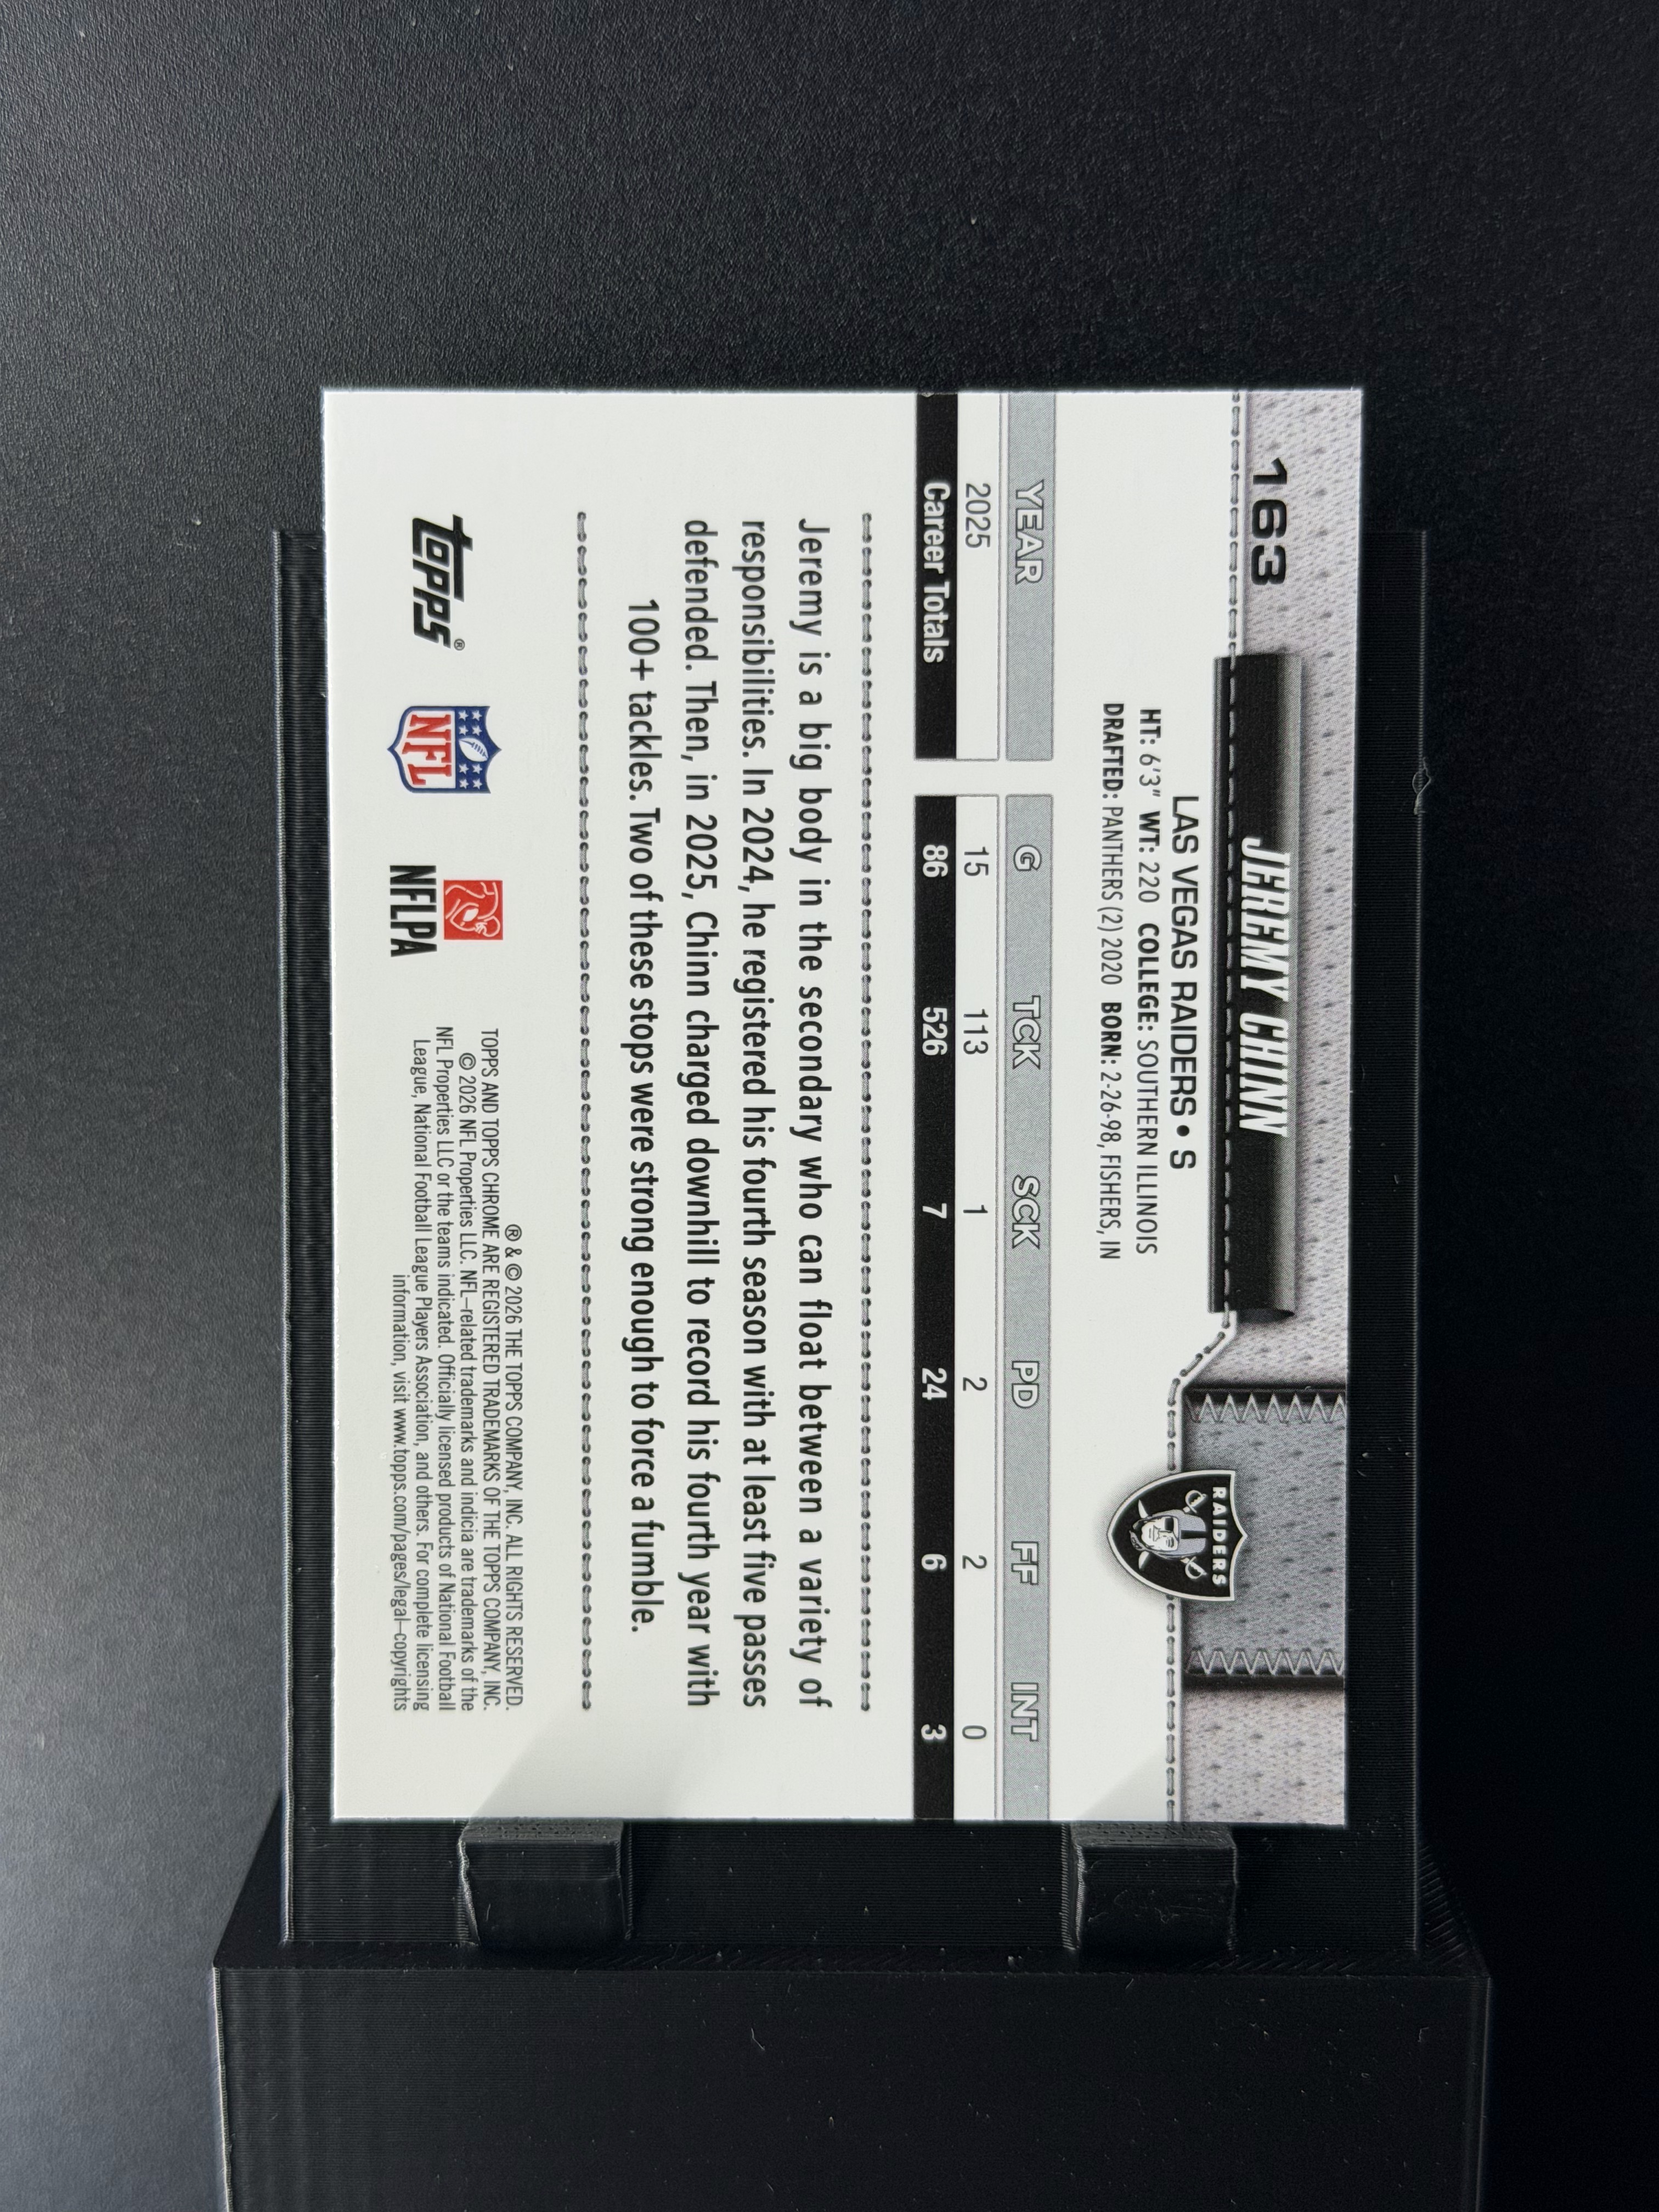 163
JEREMY CHINN
LAS VEGAS RAIDERS • S
HT: 6'3" WT: 220 COLLEGE: SOUTHERN ILLINOIS
DRAFTED: PANTHERS (2) 2020 BORN: 2-26-98, FISHERS, IN
RAIDERS
YEAR G TCK SCK PD FF INT
2025 15 113 1 2 2 0
Career Totals 86 526 7 24 6 3
Jeremy is a big body in the secondary who can float between a variety of
responsibilities. In 2024, he registered his fourth season with at least five passes
defended. Then, in 2025, Chinn charged downhill to record his fourth year with
100+ tackles. Two of these stops were strong enough to force a fumble.
topps®
NFL
NFLPA
® & © 2026 THE TOPPS COMPANY, INC. ALL RIGHTS RESERVED.
TOPPS AND TOPPS CHROME ARE REGISTERED TRADEMARKS OF THE TOPPS COMPANY, INC.
© 2026 NFL Properties LLC. NFL-related trademarks and indicia are trademarks of the
NFL Properties LLC or the teams indicated. Officially licensed products of National Football
League, National Football League Players Association, and others. For complete licensing
information, visit www.topps.com/pages/legal-copyrights